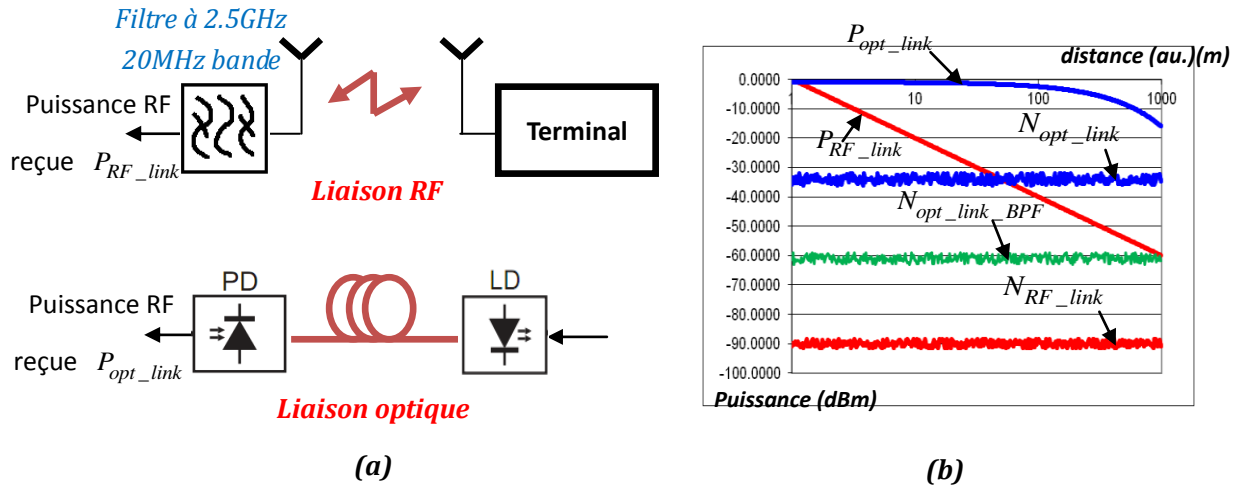 Filtre à 2.5GHz
20MHz bande
Puissance RF
reçue P_RF_link
Terminal
Liaison RF
Puissance RF
reçue P_opt_link
PD
LD
Liaison optique
(a)
P_opt_link
distance (au.)(m)
0.0000
1
10
100
1000
-10.0000
P_RF_link
N_opt_link
-20.0000
-30.0000
-40.0000
N_opt_link_BPF
-50.0000
-60.0000
N_RF_link
-70.0000
-80.0000
-90.0000
-100.0000
Puissance (dBm)
(b)